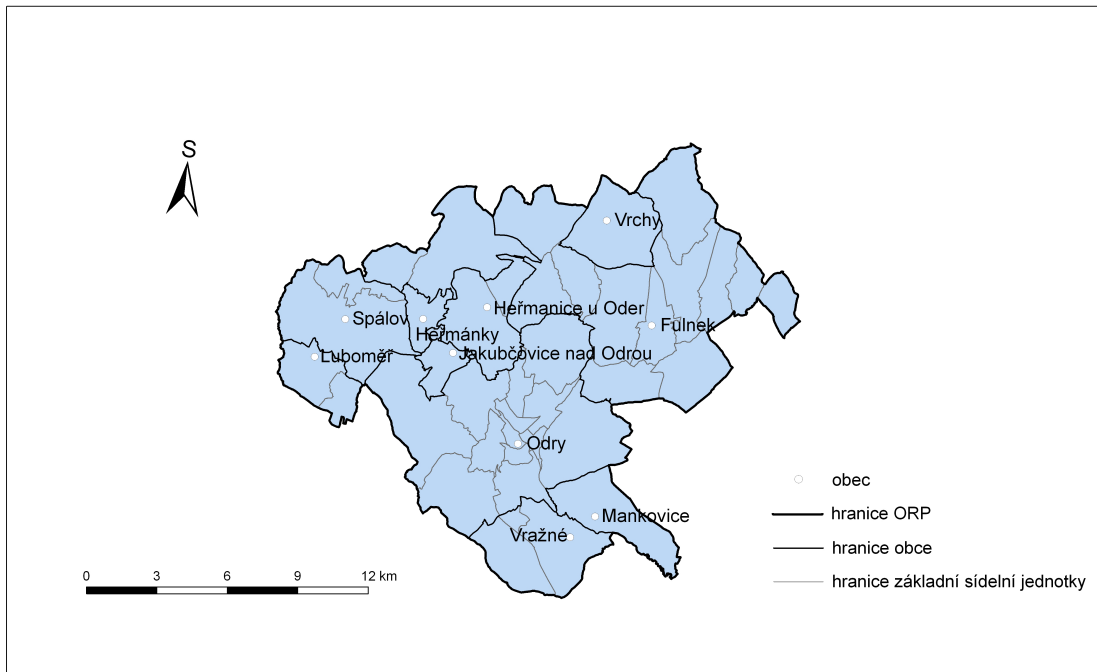 S
Vrchy
Heřmanice u Oder
Spálov
Fulnek
Heřmánky
Jakubčovice nad Odrou
Luboměř
Odry
obec
Mankovice
hranice ORP
Vražné
hranice obce
0 3 6 9 12 km
hranice základní sídelní jednotky